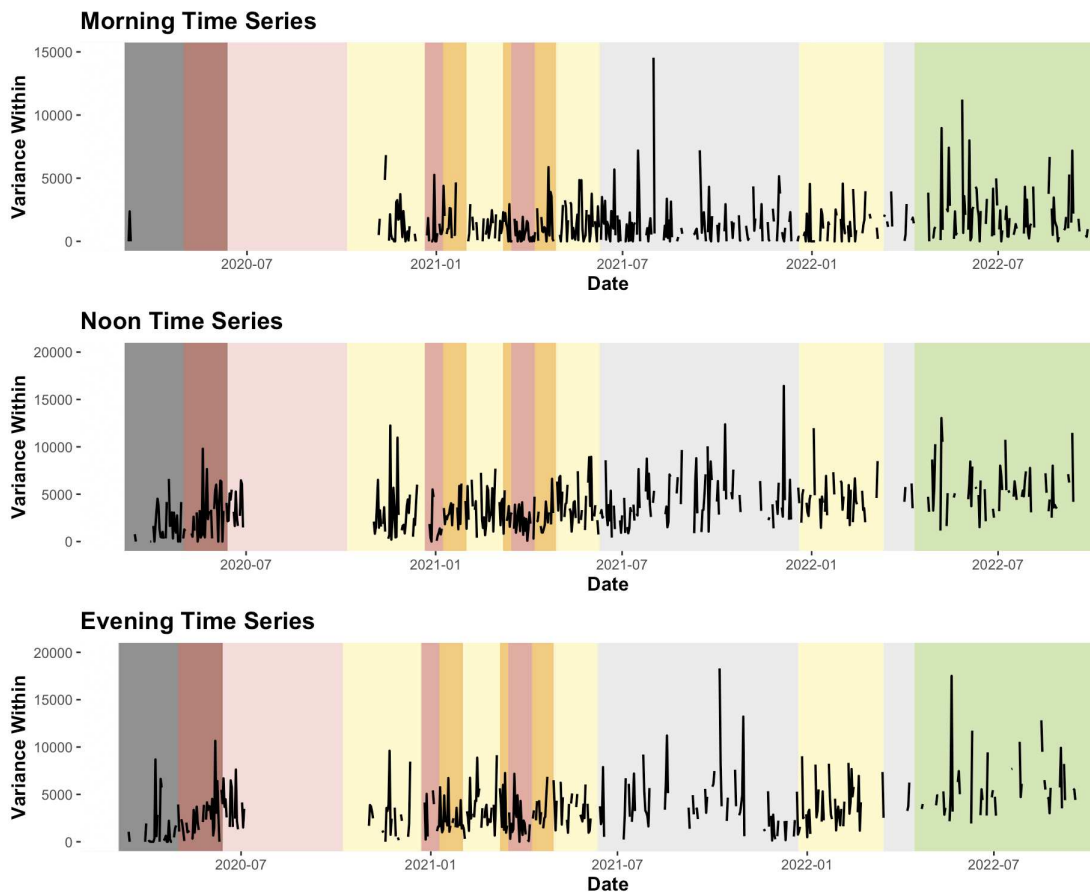 Morning Time Series
Variance Within
15000
10000
5000
0
2020-07 2021-01 2021-07 2022-01 2022-07
Date
Noon Time Series
Variance Within
20000
15000
10000
5000
0
2020-07 2021-01 2021-07 2022-01 2022-07
Date
Evening Time Series
Variance Within
20000
15000
10000
5000
0
2020-07 2021-01 2021-07 2022-01 2022-07
Date